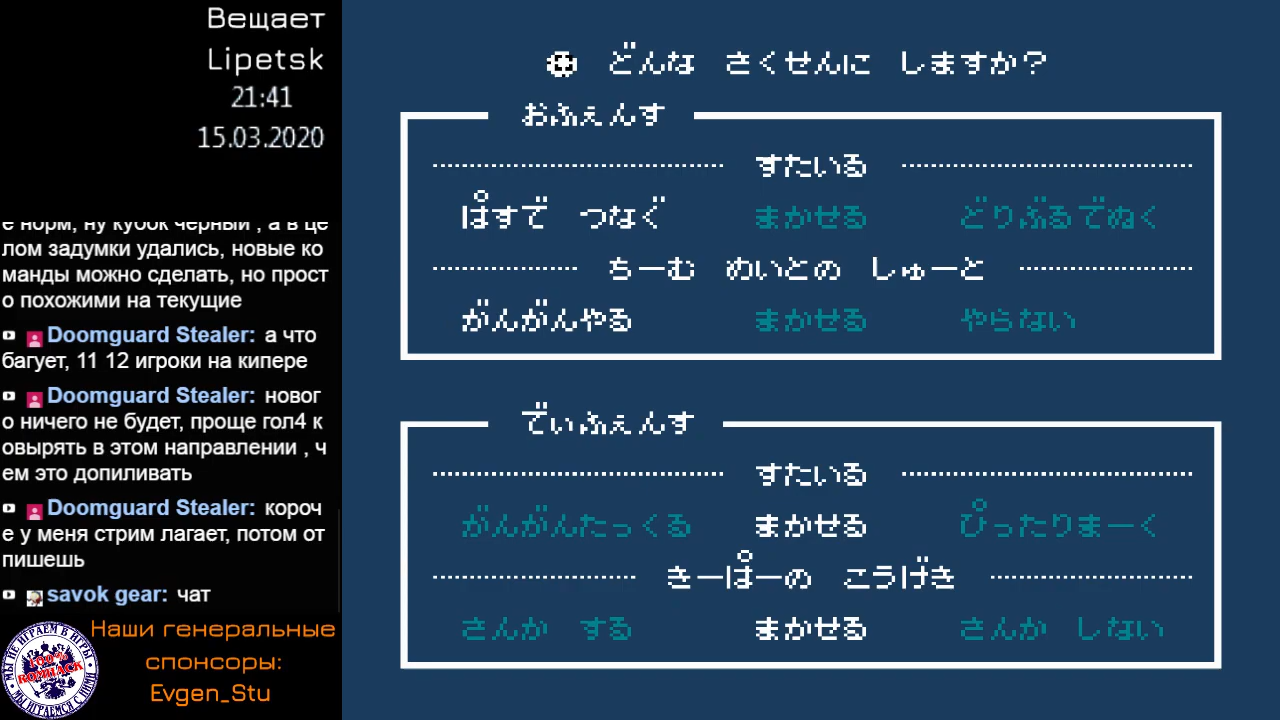 Вещает
Lipetsk
21:41
15.03.2020
е норм, ну кубок черный , а в це
лом задумки удались, новые ко
манды можно сделать, но прост
о похожими на текущие
Doomguard Stealer: а что
багует, 11 12 игроки на кипере
Doomguard Stealer: новог
о ничего не будет, проще гол4 к
овырять в этом направлении , ч
ем это допиливать
Doomguard Stealer: короч
е у меня стрим лагает, потом от
пишешь
savok gear: чат
МЫ НЕ ИГРАЕМ В ИГРЫ
100%
КОМПАСК
Наши генеральные
спонсоры:
Evgen_Stu
どんな さくせんに しますか?
おふぇんす
すたいる
ぱすで つなぐ まかせる どりぶるでぬく
ちーむ めいとの しゅーと
がんがんやる まかせる やらない
でぃふぇんす
すたいる
がんがんたっくる まかせる ぴったりまーく
きーぱーの こうげき
さんか する まかせる さんか しない